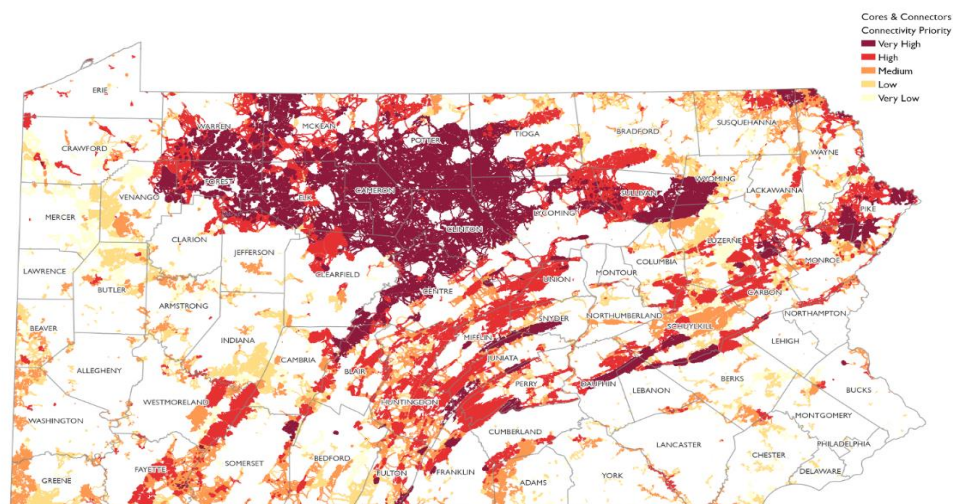 Cores & Connectors
Connectivity Priority
Very High
High
Medium
Low
Very Low
ERIE
WARREN
MCKEAN
POTTER
TIOGA
BRADFORD
SUSQUEHANNA
WAYNE
CRAWFORD
FOREST
CAMERON
SULLIVAN
WYOMING
LACKAWANNA
PIKE
VENANGO
ELK
MERCER
LYCOMING
CLINTON
CLARION
JEFFERSON
LUZERNE
LAWRENCE
CLEARFIELD
UNION
MONTOUR
COLUMBIA
MONROE
BUTLER
CENTRE
CARBON
ARMSTRONG
SNYDER
NORTHUMBERLAND
NORTHAMPTON
BEAVER
INDIANA
MIFFLIN
SCHUYLKILL
LEHIGH
ALLEGHENY
CAMBRIA
BLAIR
JUNIATA
PERRY
DAUPHIN
LEBANON
BERKS
BUCKS
WESTMORELAND
HUNTINGDON
MONTGOMERY
WASHINGTON
CUMBERLAND
LANCASTER
PHILADELPHIA
CHESTER
BEDFORD
SOMERSET
FAYETTE
FULTON
FRANKLIN
DELAWARE
GREENE
ADAMS
YORK